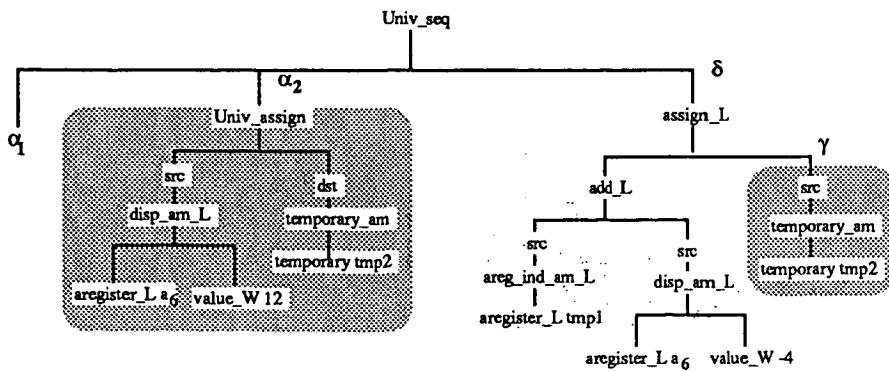 Univ_seq
α2
δ
α1
Univ_assign
assign_L
γ
src
dst
add_L
src
disp_am_L
temporary_am
src
src
temporary_am
temporary tmp2
areg_ind_am_L
disp_am_L
temporary tmp2
aregister_L a6
value_W 12
aregister_L tmp1
aregister_L a6
value_W -4